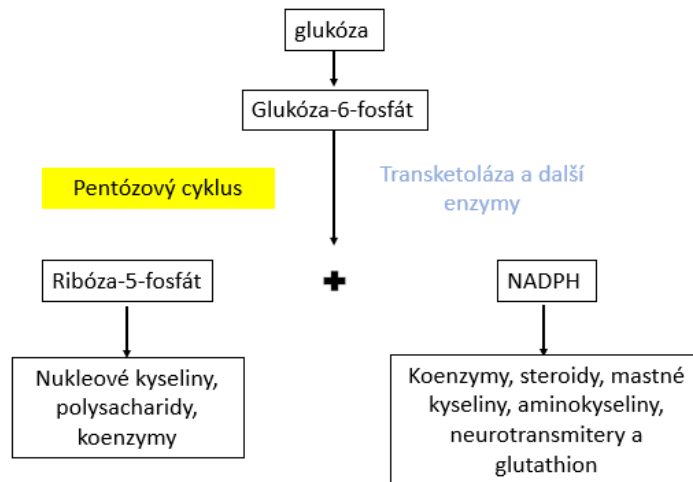 glukóza
Glukóza-6-fosfát
Pentózový cyklus
Transketoláza a další
enzymy
Ribóza-5-fosfát
NADPH
Nukleové kyseliny,
polysacharidy,
koenzymy
Koenzymy, steroidy, mastné
kyseliny, aminokyseliny,
neurotransmitery a
glutathion